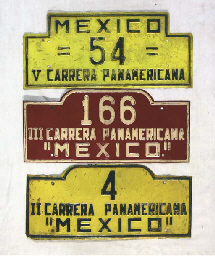 MEXICO
= 54 =
V CARRERA PANAMERICANA
166
III CARRERA PANAMERICANA
"MEXICO"
4
II CARRERA PANAMERICANA
"MEXICO"